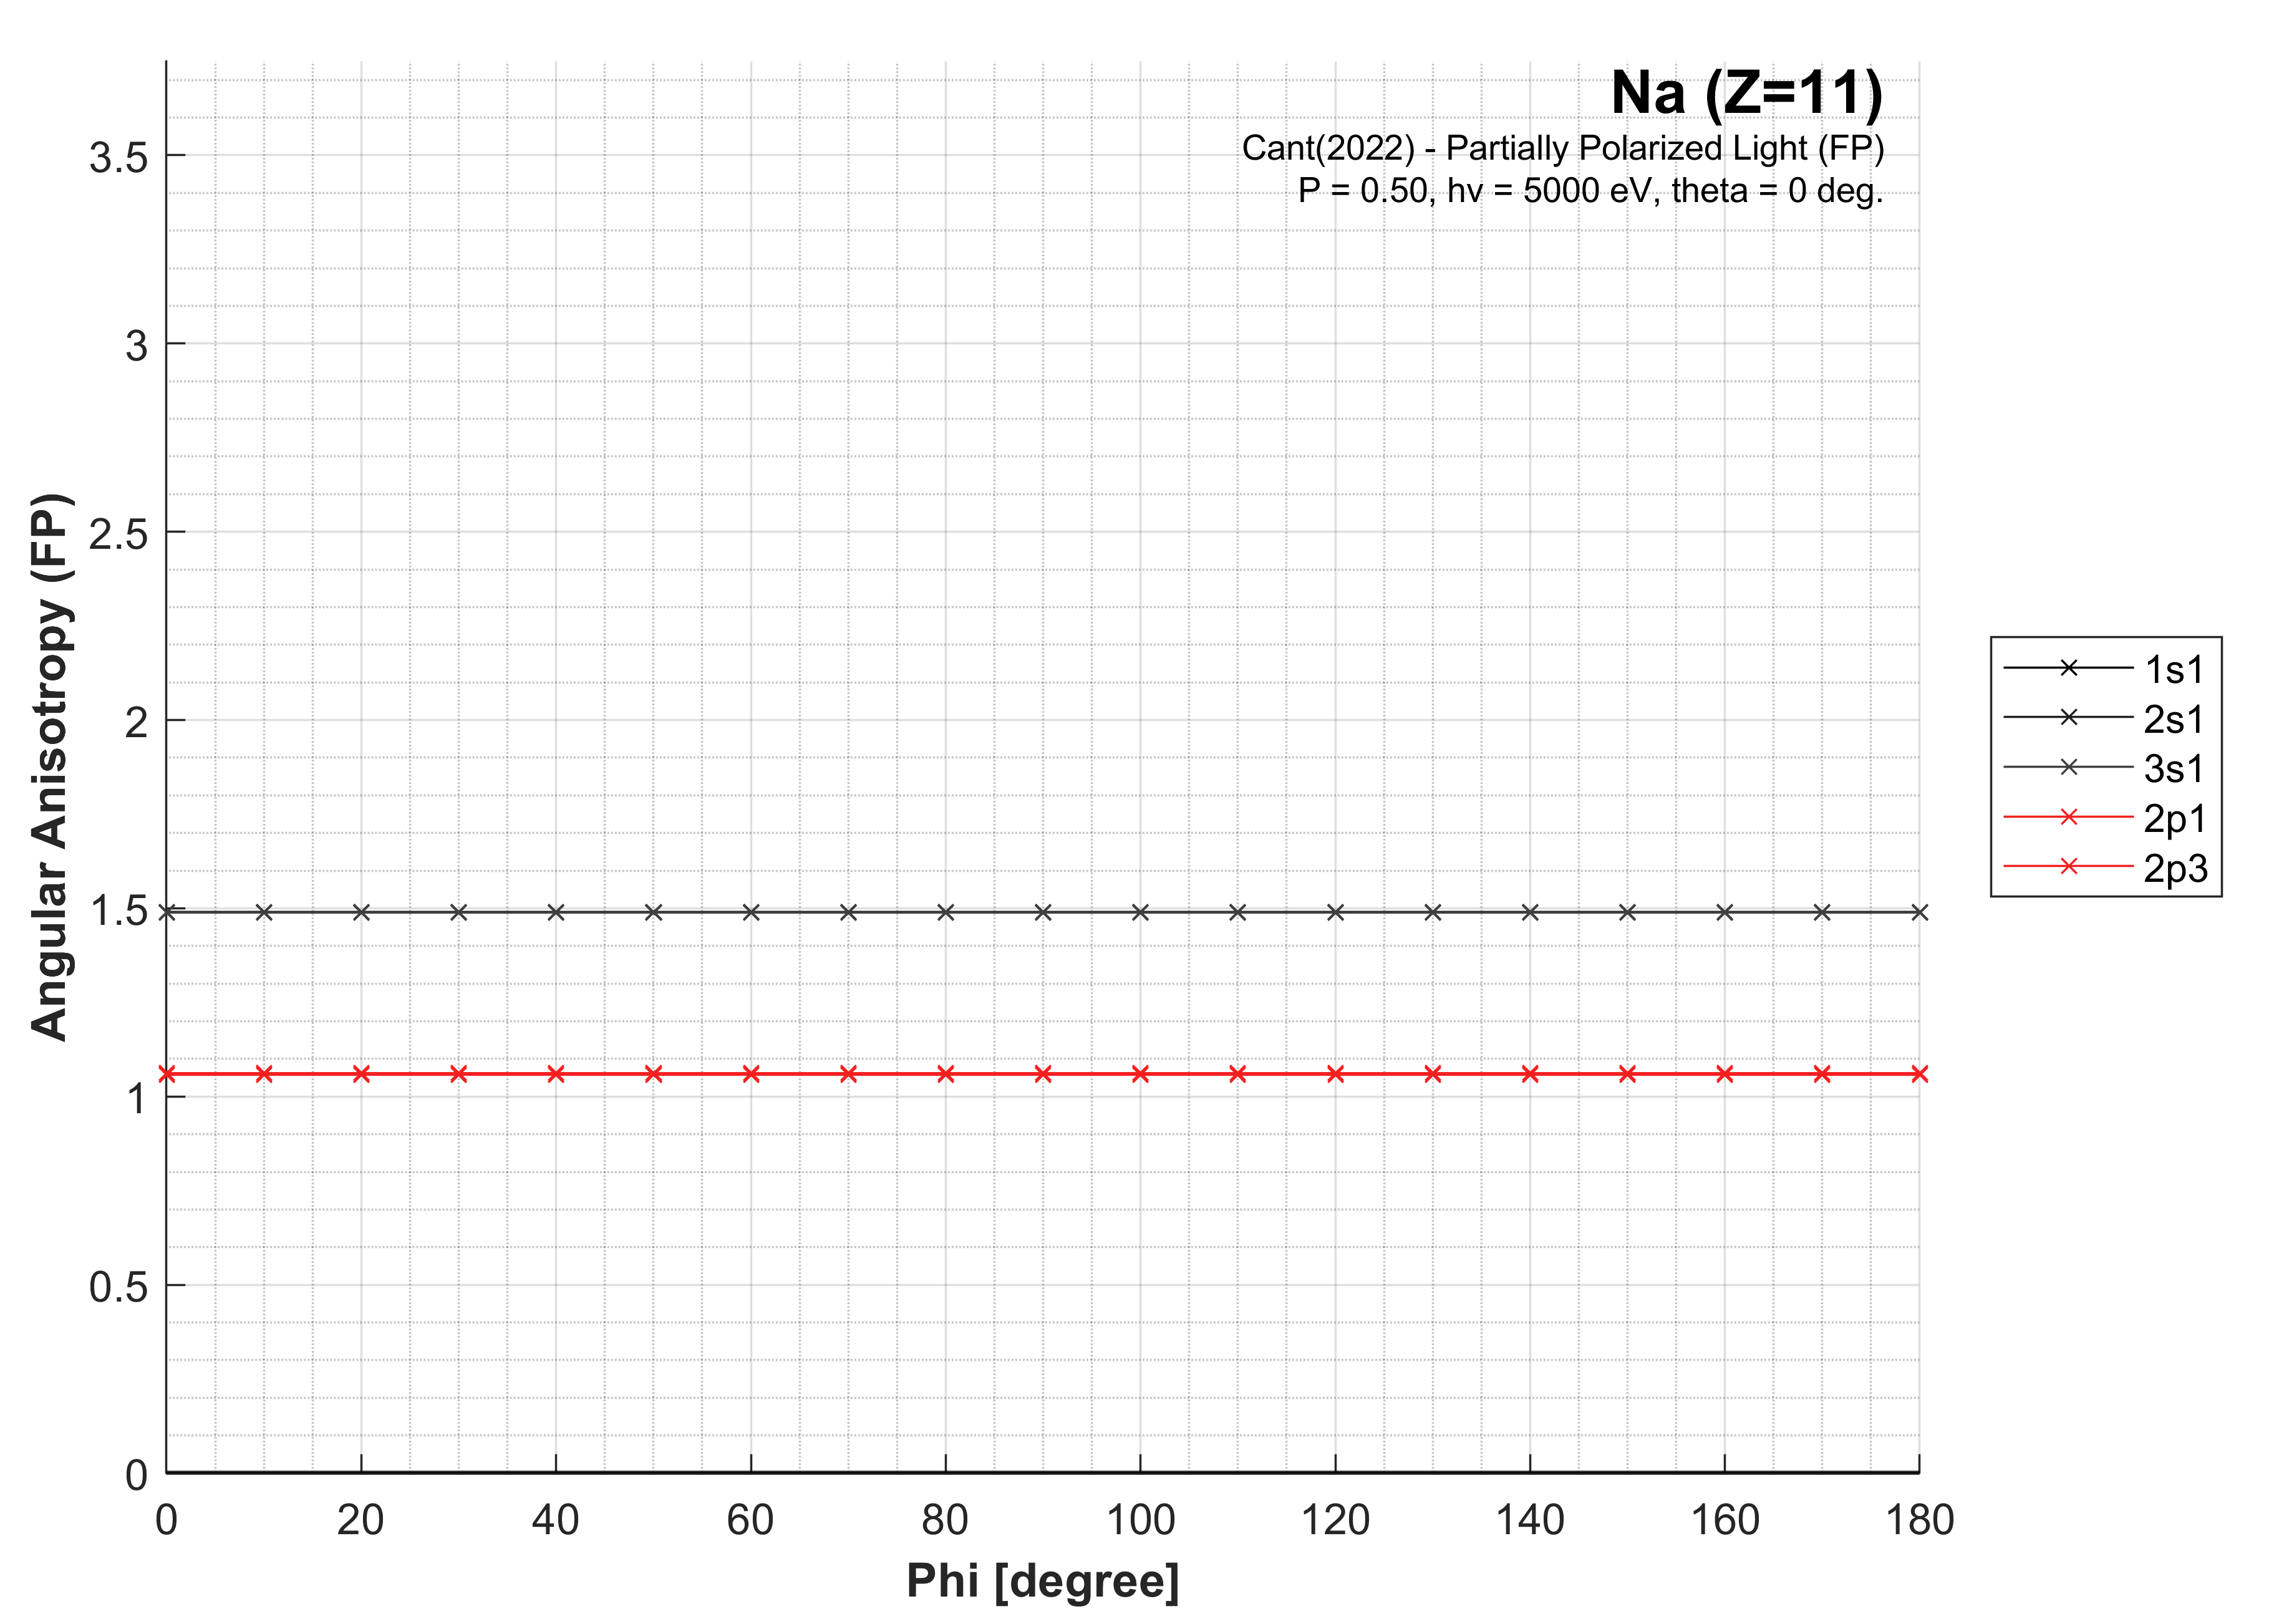 Na (Z=11)
Cant(2022) - Partially Polarized Light (FP)
P = 0.50, hv = 5000 eV, theta = 0 deg.
Angular Anisotropy (FP)
3.5
3
2.5
2
1.5
1
0.5
0
0 20 40 60 80 100 120 140 160 180
Phi [degree]
1s1
2s1
3s1
2p1
2p3